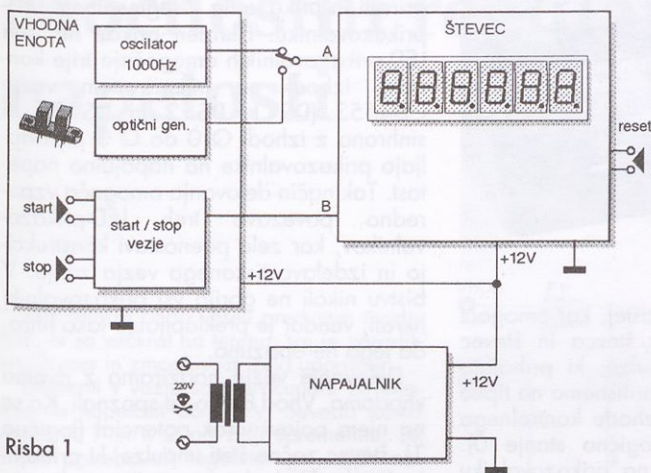 VHODNA
ENOTA
oscilator
1000Hz
optični gen.
start
stop
start / stop
vezje
+12V
A
B
ŠTEVEC
reset
+12V
NAPAJALNIK
+12V
Risba 1